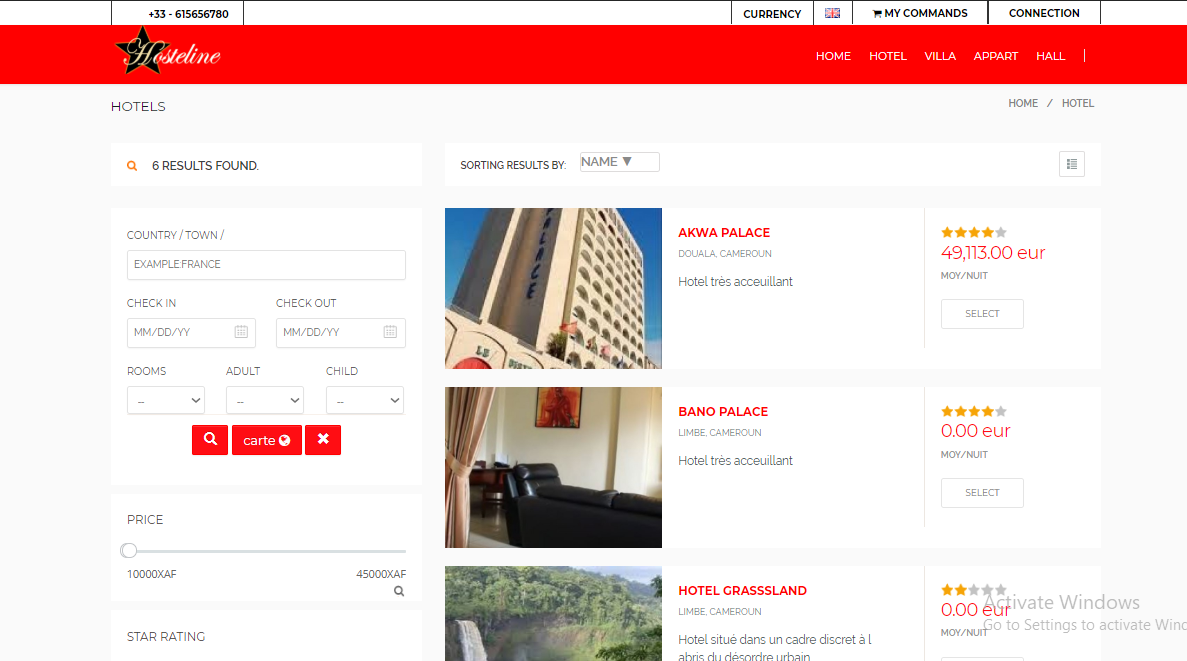 +33 - 615656780
CURRENCY
MY COMMANDS
CONNECTION
Hosteline
HOME
HOTEL
VILLA
APPART
HALL
HOTELS
HOME / HOTEL
6 RESULTS FOUND.
SORTING RESULTS BY: NAME ▼
COUNTRY / TOWN /
EXAMPLE:FRANCE
CHECK IN
CHECK OUT
MM/DD/YY
MM/DD/YY
ROOMS
ADULT
CHILD
--
--
--
carte
PRICE
10000XAF
45000XAF
STAR RATING
PALACE
AKWA PALACE
DOUALA, CAMEROUN
Hotel très acceuillant
49,113.00 eur
MOY/NUIT
SELECT
BANO PALACE
LIMBE, CAMEROUN
Hotel très acceuillant
0.00 eur
MOY/NUIT
SELECT
HOTEL GRASSSLAND
LIMBE, CAMEROUN
Hotel situé dans un cadre discret à l
abris du désordre urbain
0.00 eur
MOY/NUIT
Activate Windows
Go to Settings to activate Wind